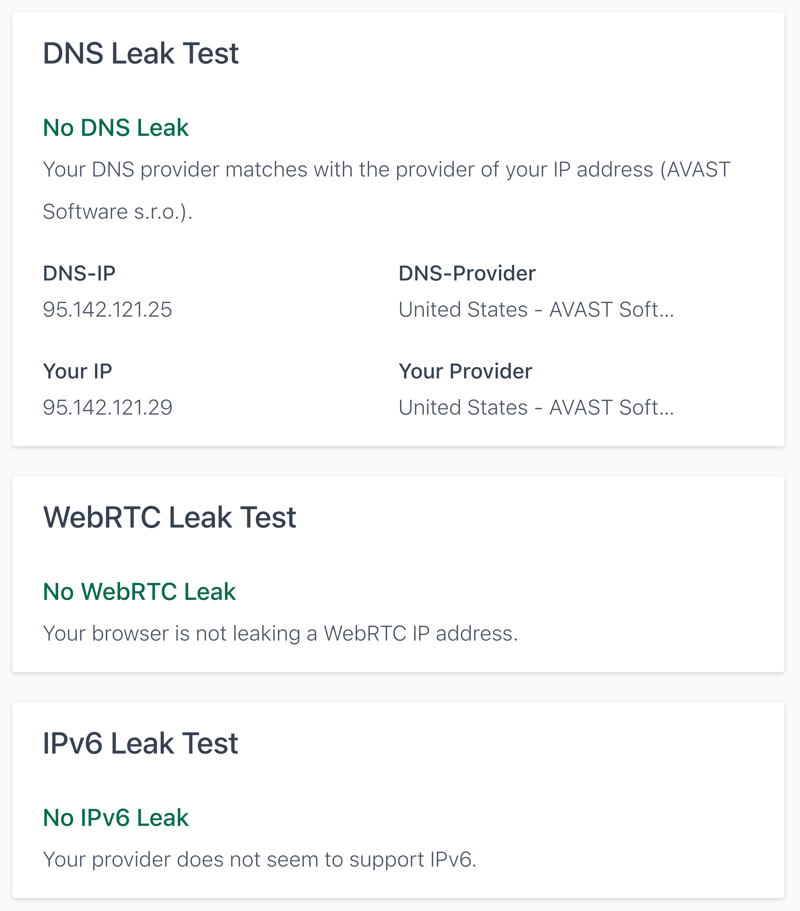 DNS Leak Test
No DNS Leak
Your DNS provider matches with the provider of your IP address (AVAST
Software s.r.o.).
DNS-IP
DNS-Provider
95.142.121.25
United States - AVAST Soft...
Your IP
Your Provider
95.142.121.29
United States - AVAST Soft...
WebRTC Leak Test
No WebRTC Leak
Your browser is not leaking a WebRTC IP address.
IPv6 Leak Test
No IPv6 Leak
Your provider does not seem to support IPv6.